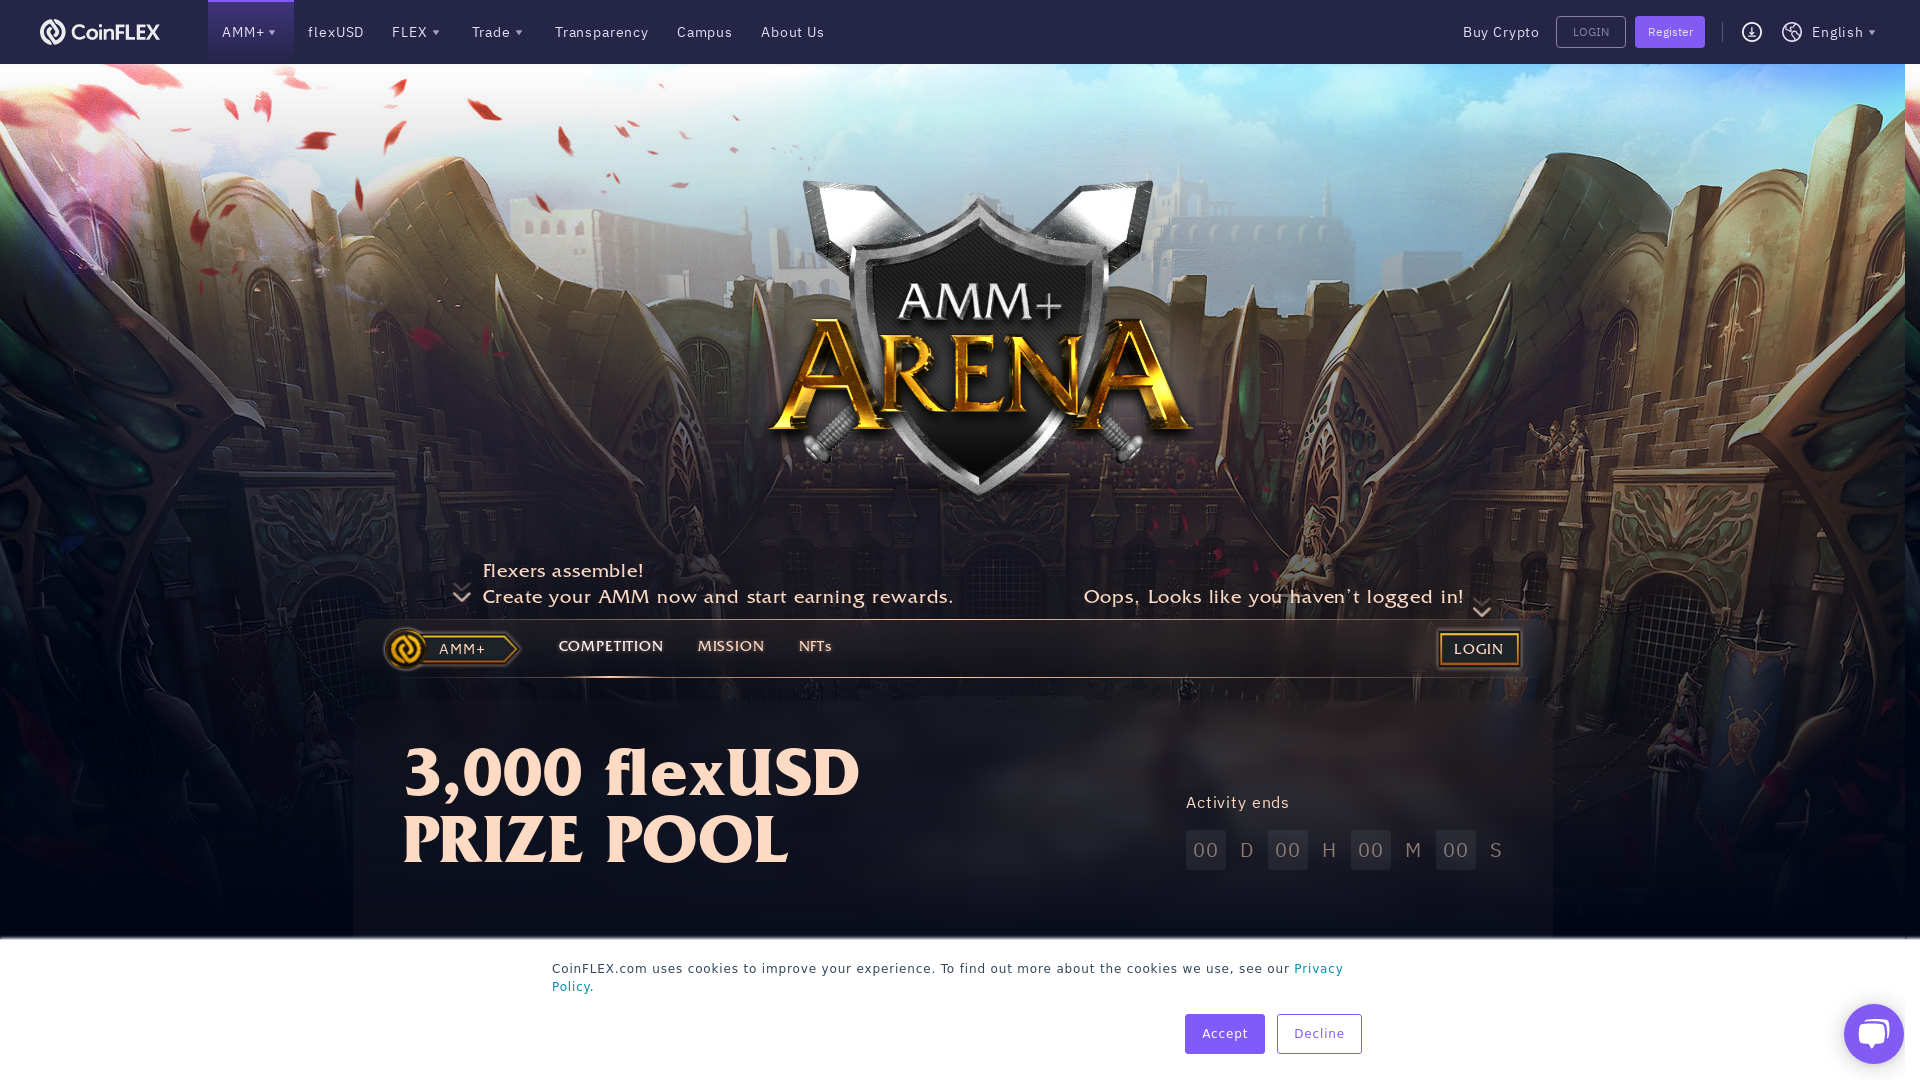 CoinFLEX
AMM+
flexUSD
FLEX
Trade
Transparency
Campus
About Us
Buy Crypto
LOGIN
Register
English
AMM+
ARENA
Flexers assemble!
Create your AMM now and start earning rewards.
Oops, Looks like you haven't logged in!
AMM+
COMPETITION
MISSION
NFTs
LOGIN
3,000 flexUSD
PRIZE POOL
Activity ends
00 D 00 H 00 M 00 S
CoinFLEX.com uses cookies to improve your experience. To find out more about the cookies we use, see our Privacy
Policy.
Accept
Decline